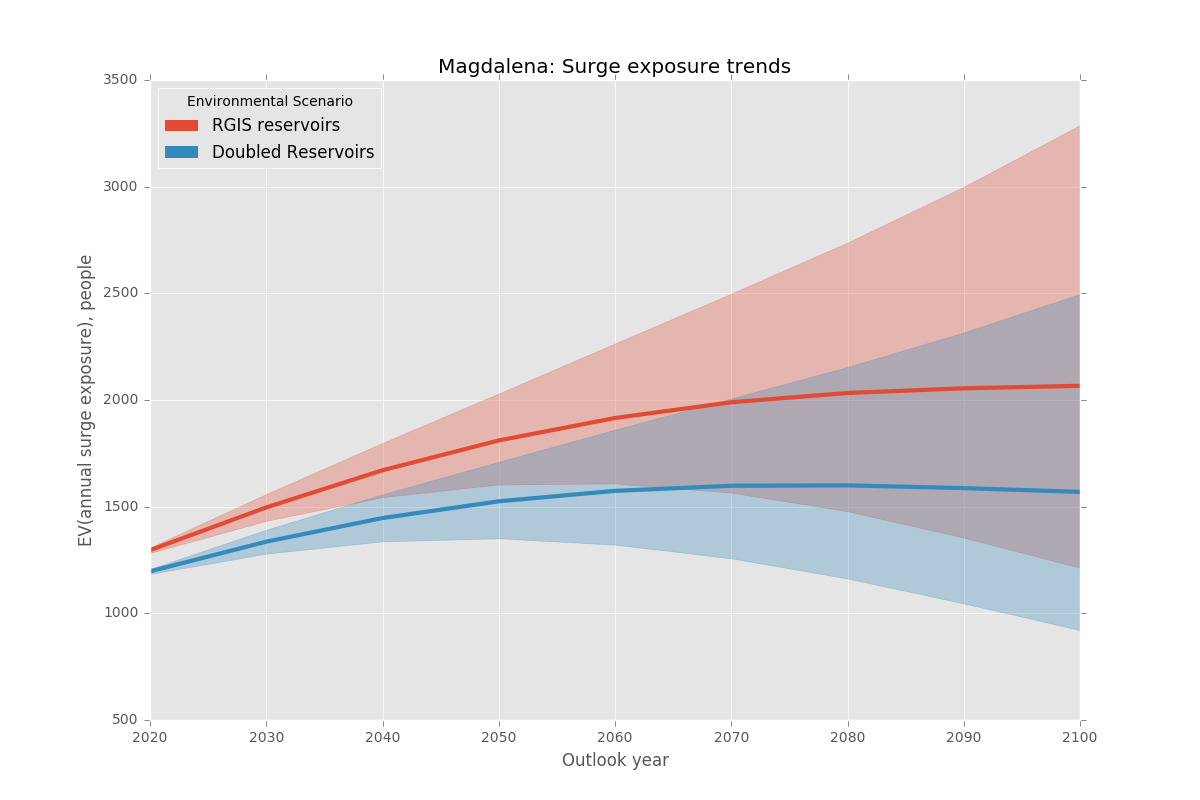 Magdalena: Surge exposure trends
Environmental Scenario
RGIS reservoirs
Doubled Reservoirs
EV(annual surge exposure), people
3500
3000
2500
2000
1500
1000
500
2020 2030 2040 2050 2060 2070 2080 2090 2100
Outlook year